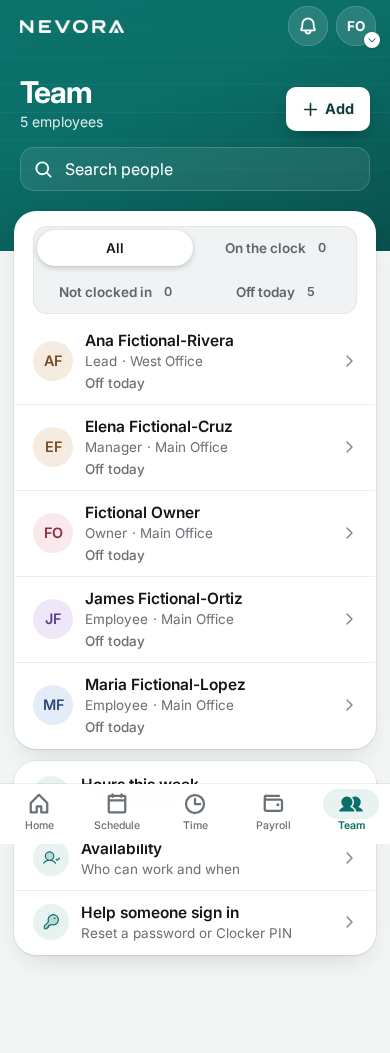 NEVORA
FO
Team
5 employees
Add
Search people
All
On the clock 0
Not clocked in 0
Off today 5
AF
Ana Fictional-Rivera
Lead · West Office
Off today
EF
Elena Fictional-Cruz
Manager · Main Office
Off today
FO
Fictional Owner
Owner · Main Office
Off today
JF
James Fictional-Ortiz
Employee · Main Office
Off today
MF
Maria Fictional-Lopez
Employee · Main Office
Off today
Hours this week
Home
Schedule
Time
Payroll
Team
Availability
Who can work and when
Help someone sign in
Reset a password or Clocker PIN